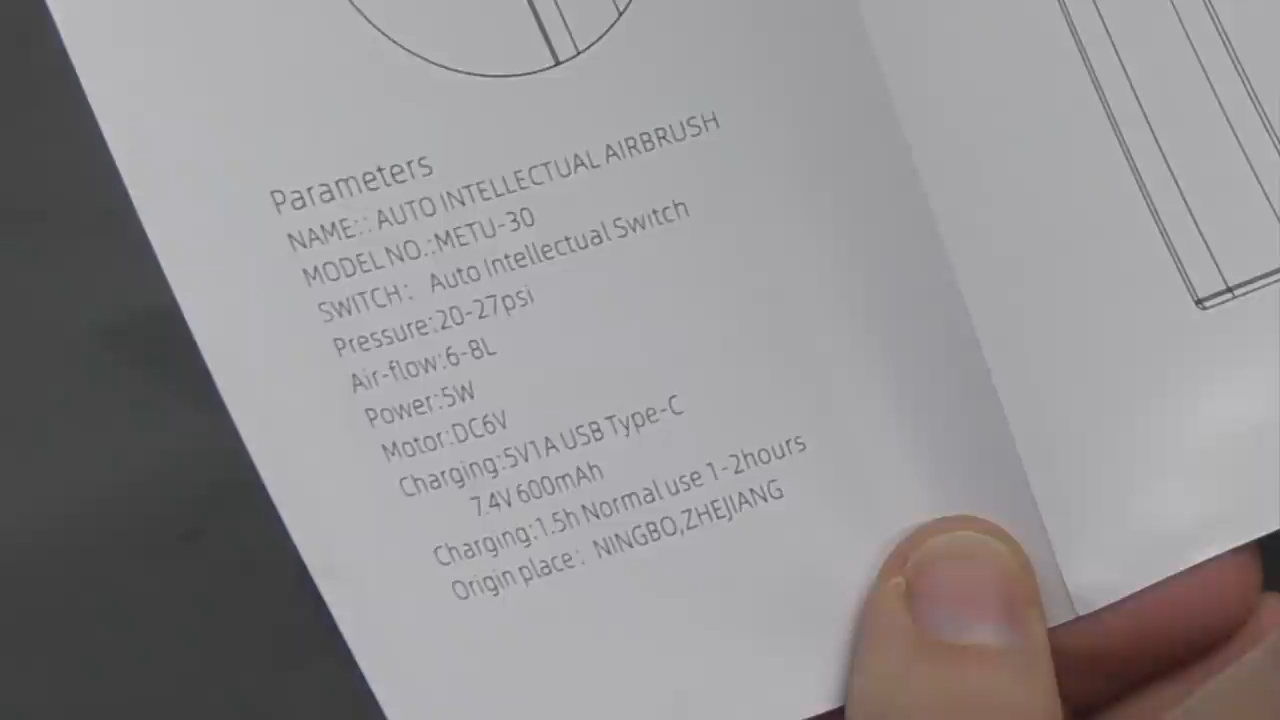 Parameters
NAME:: AUTO INTELLECTUAL AIRBRUSH
MODEL NO.:METU-30
SWITCH: Auto Intellectual Switch
Pressure:20-27psi
Air-flow:6-8L
Power:5W
Motor:DC6V
Charging:5V1A USB Type-C
7.4V 600mAh
Charging:1.5h Normal use 1-2hours
Origin place: NINGBO,ZHEJIANG